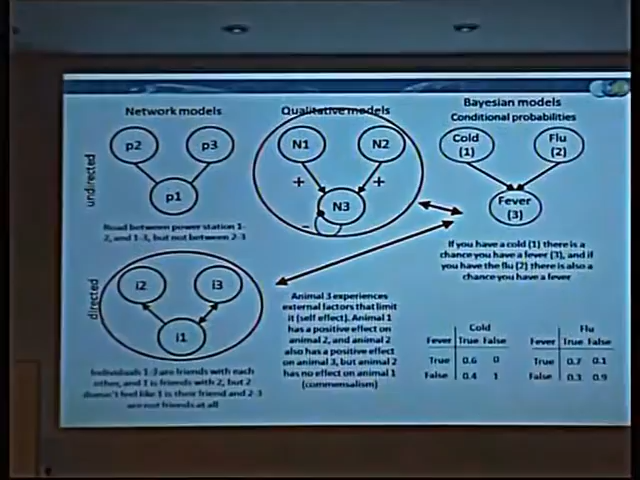 Network models
undirected
p2
p3
p1
Road between power station 1-
2, and 1-3, but not between 2-3
directed
i2
i3
i1
Individuals 1-3 are friends with each
other, and 1 is friends with 2, but 2
doesn't feel like 1 is their friend and 2-3
are not friends at all
Qualitative models
N1
N2
+
+
N3
-
Animal 3 experiences
external factors that limit
it (self effect). Animal 1
has a positive effect on
animal 2, and animal 2
also has a positive effect
on animal 3, but animal 2
has no effect on animal 1
(commensalism)
Bayesian models
Conditional probabilities
Cold
(1)
Flu
(2)
Fever
(3)
If you have a cold (1) there is a
chance you have a fever (3), and if
you have the flu (2) there is also a
chance you have a fever
Cold
Fever True False
True 0.6 0
False 0.4 1
Flu
Fever True False
True 0.7 0.1
False 0.3 0.9